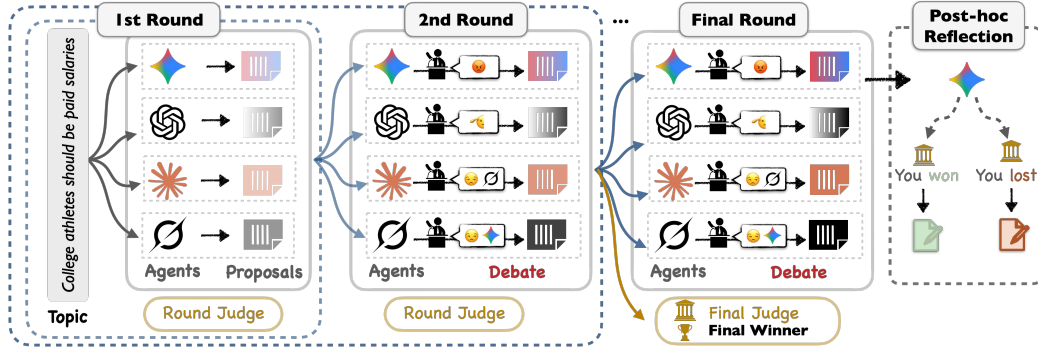 1st Round
2nd Round
...
Final Round
Post-hoc
Reflection
College athletes should be paid salaries
Topic
Agents
Proposals
Round Judge
Agents
Debate
Round Judge
Agents
Debate
Final Judge
Final Winner
You won
You lost